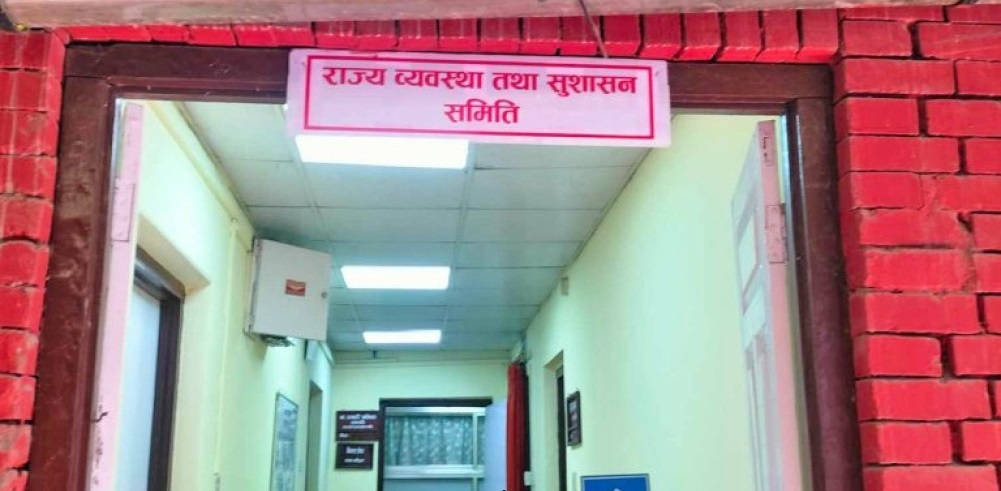 राज्य व्यवस्था तथा सुशासन
समिति